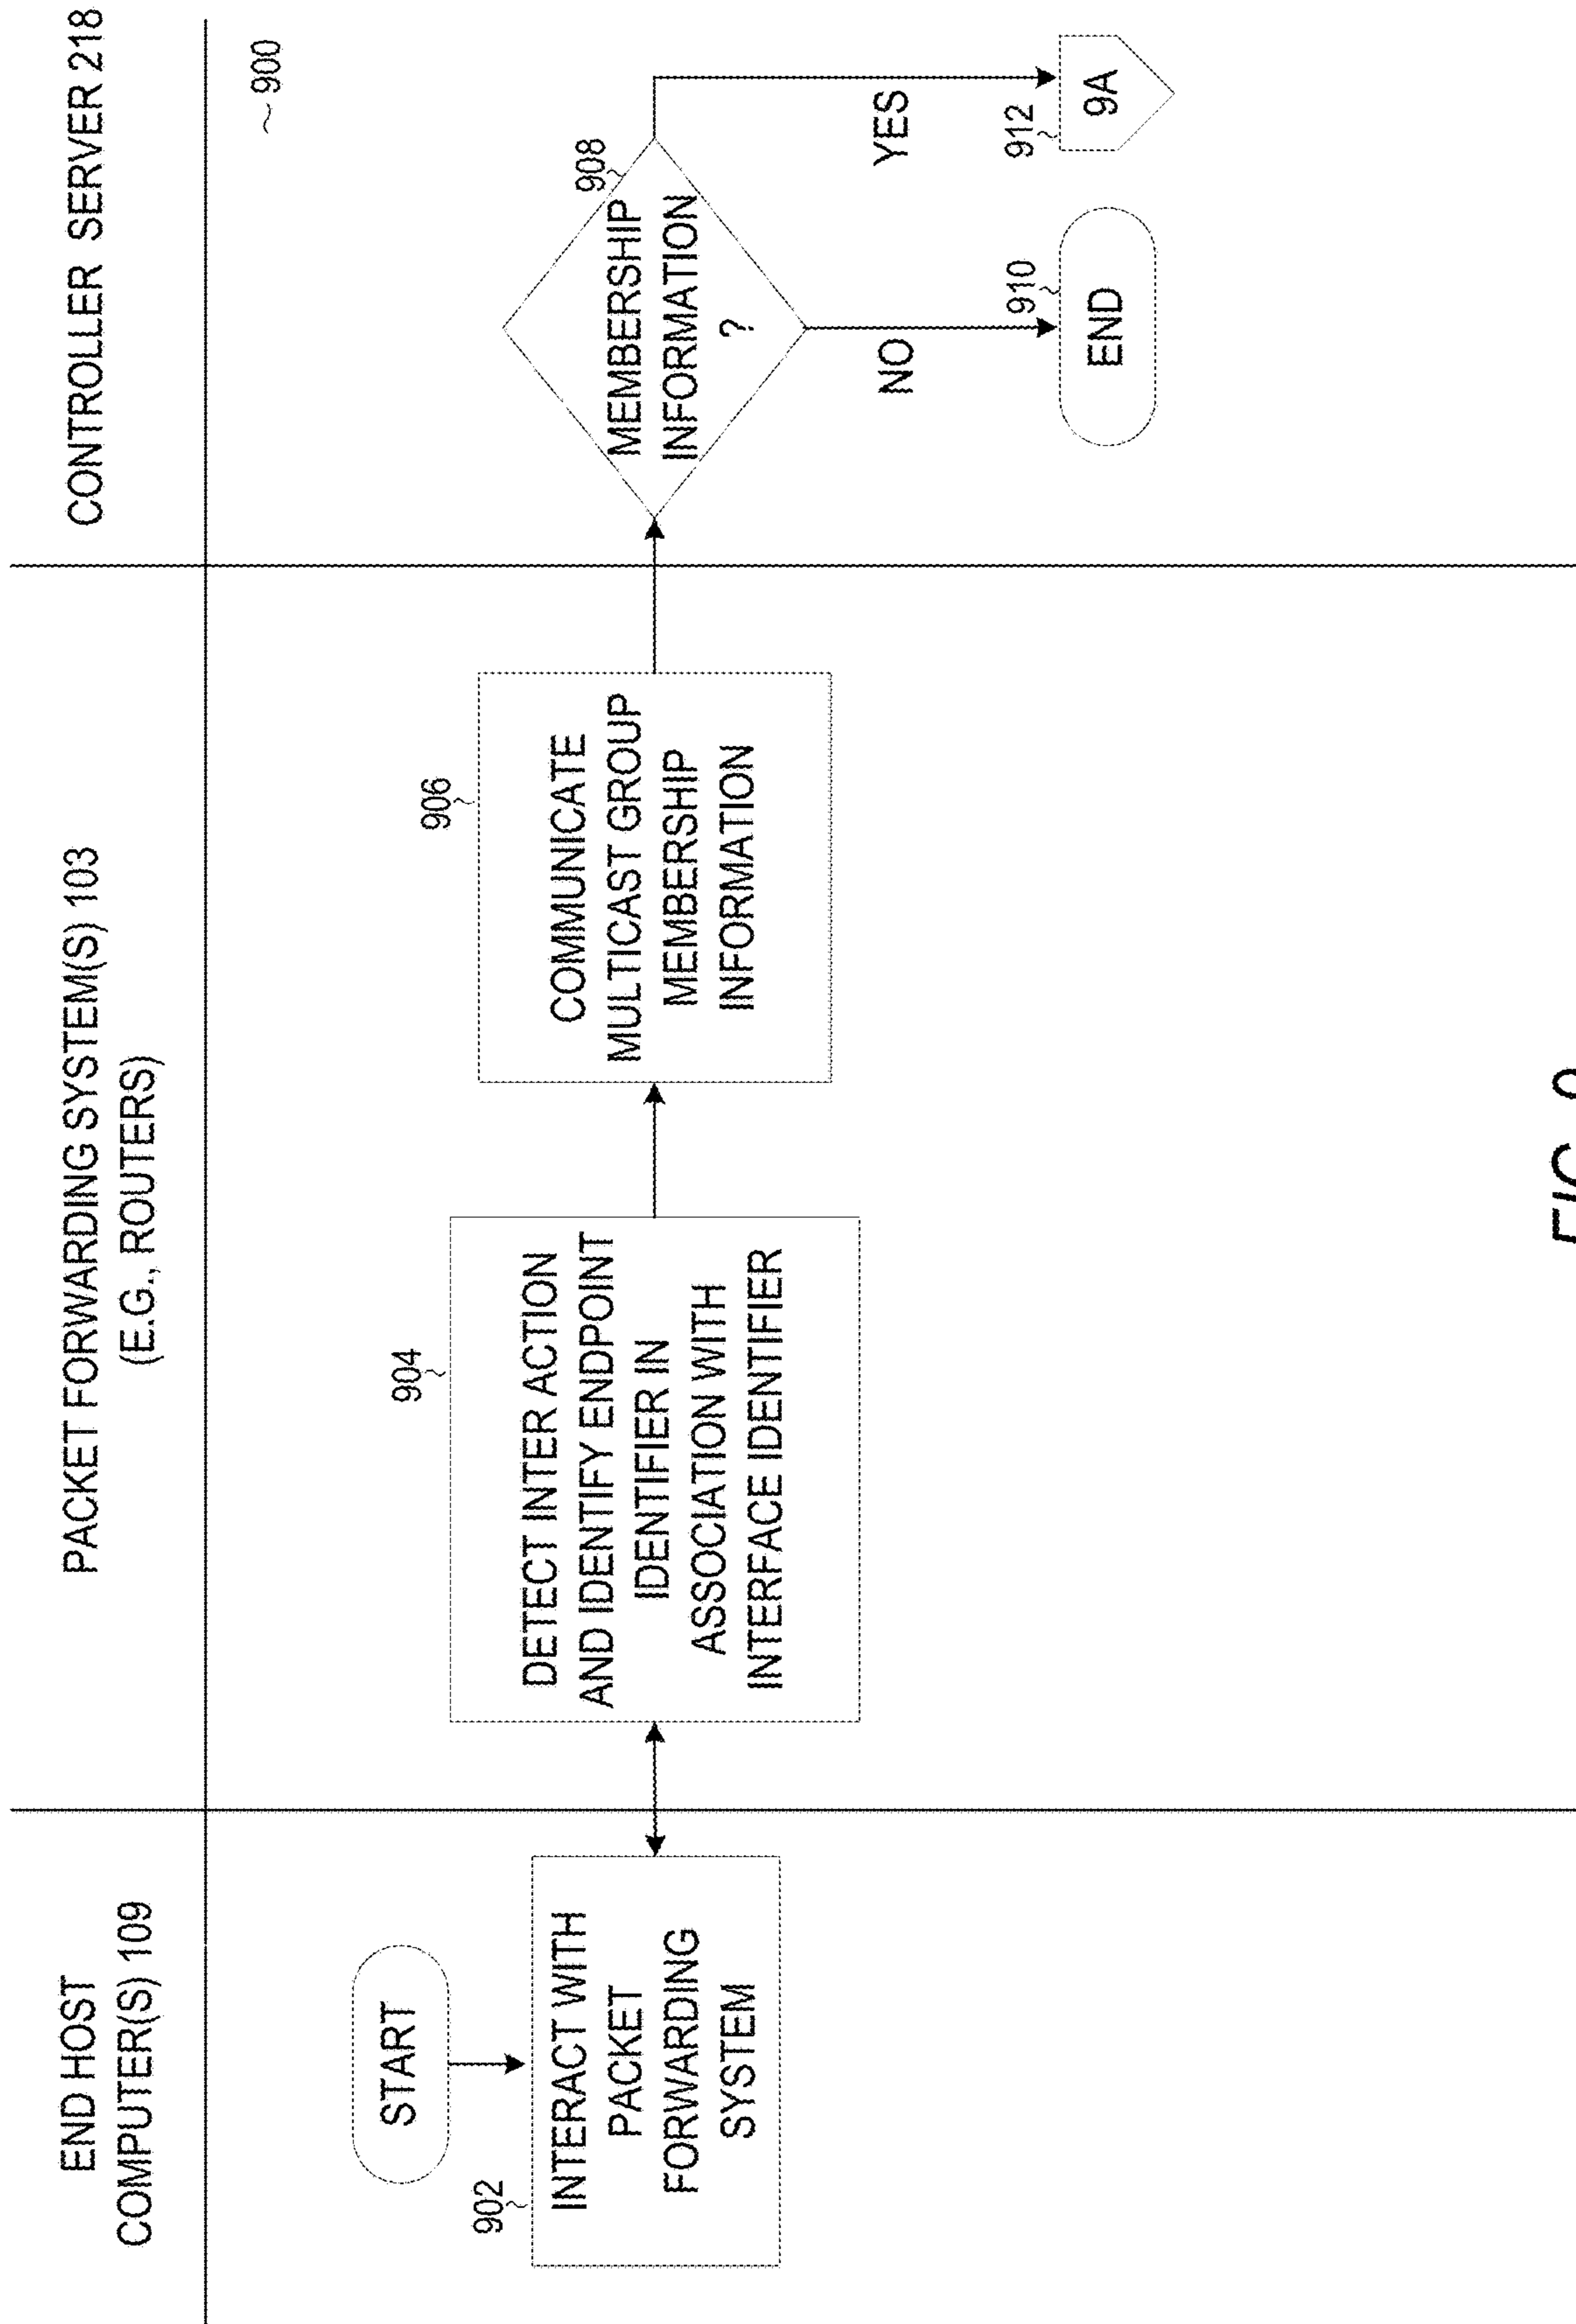 END HOST
COMPUTER(S) 109
PACKET FORWARDING SYSTEM(S) 103
(E.G., ROUTERS)
CONTROLLER SERVER 218
~ 900
START
902
INTERACT WITH
PACKET
FORWARDING
SYSTEM
904
DETECT INTER ACTION
AND IDENTIFY ENDPOINT
IDENTIFIER IN
ASSOCIATION WITH
INTERFACE IDENTIFIER
906
COMMUNICATE
MULTICAST GROUP
MEMBERSHIP
INFORMATION
908
MEMBERSHIP
INFORMATION
?
NO
YES
910
END
912
9A
FIG.